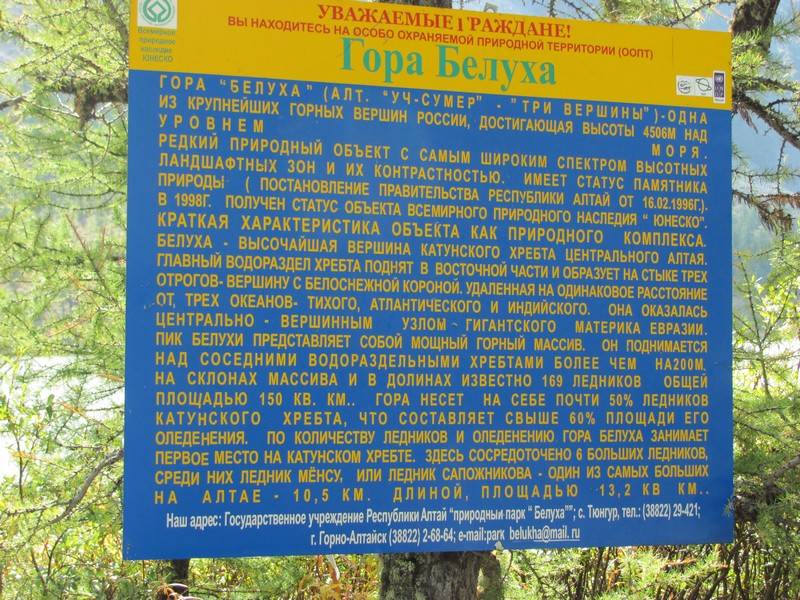 Всемирное
природное
наследие
ЮНЕСКО
УВАЖАЕМЫЕ ГРАЖДАНЕ!
ВЫ НАХОДИТЕСЬ НА ОСОБО ОХРАНЯЕМОЙ ПРИРОДНОЙ ТЕРРИТОРИИ (ООПТ)
Гора Белуха
ГОРА "БЕЛУХА" (АЛТ. "УЧ-СУМЕР" - "ТРИ ВЕРШИНЫ")-ОДНА
ИЗ КРУПНЕЙШИХ ГОРНЫХ ВЕРШИН РОССИИ, ДОСТИГАЮЩАЯ ВЫСОТЫ 4506М НАД
УРОВНЕМ МОРЯ.
РЕДКИЙ ПРИРОДНЫЙ ОБЪЕКТ С САМЫМ ШИРОКИМ СПЕКТРОМ ВЫСОТНЫХ
ЛАНДШАФТНЫХ ЗОН И ИХ КОНТРАСТНОСТЬЮ. ИМЕЕТ СТАТУС ПАМЯТНИКА
ПРИРОДЫ ( ПОСТАНОВЛЕНИЕ ПРАВИТЕЛЬСТВА РЕСПУБЛИКИ АЛТАЙ ОТ 16.02.1996Г.).
В 1998Г. ПОЛУЧЕН СТАТУС ОБЪЕКТА ВСЕМИРНОГО ПРИРОДНОГО НАСЛЕДИЯ " ЮНЕСКО".
КРАТКАЯ ХАРАКТЕРИСТИКА ОБЪЕКТА КАК ПРИРОДНОГО КОМПЛЕКСА.
БЕЛУХА - ВЫСОЧАЙШАЯ ВЕРШИНА КАТУНСКОГО ХРЕБТА ЦЕНТРАЛЬНОГО АЛТАЯ.
ГЛАВНЫЙ ВОДОРАЗДЕЛ ХРЕБТА ПОДНЯТ В ВОСТОЧНОЙ ЧАСТИ И ОБРАЗУЕТ НА СТЫКЕ ТРЕХ
ОТРОГОВ- ВЕРШИНУ С БЕЛОСНЕЖНОЙ КОРОНОЙ. УДАЛЕННАЯ НА ОДИНАКОВОЕ РАССТОЯНИЕ
ОТ, ТРЕХ ОКЕАНОВ- ТИХОГО, АТЛАНТИЧЕСКОГО И ИНДИЙСКОГО. ОНА ОКАЗАЛАСЬ
ЦЕНТРАЛЬНО - ВЕРШИННЫМ УЗЛОМ - ГИГАНТСКОГО МАТЕРИКА ЕВРАЗИИ.
ПИК БЕЛУХИ ПРЕДСТАВЛЯЕТ СОБОЙ МОЩНЫЙ ГОРНЫЙ МАССИВ. ОН ПОДНИМАЕТСЯ
НАД СОСЕДНИМИ ВОДОРАЗДЕЛЬНЫМИ ХРЕБТАМИ БОЛЕЕ ЧЕМ НА200М.
НА СКЛОНАХ МАССИВА И В ДОЛИНАХ ИЗВЕСТНО 169 ЛЕДНИКОВ ОБЩЕЙ
ПЛОЩАДЬЮ 150 КВ. КМ.. ГОРА НЕСЕТ НА СЕБЕ ПОЧТИ 50% ЛЕДНИКОВ
КАТУНСКОГО ХРЕБТА, ЧТО СОСТАВЛЯЕТ СВЫШЕ 60% ПЛОЩАДИ ЕГО
ОЛЕДЕНЕНИЯ. ПО КОЛИЧЕСТВУ ЛЕДНИКОВ И ОЛЕДЕНЕНИЮ ГОРА БЕЛУХА ЗАНИМАЕТ
ПЕРВОЕ МЕСТО НА КАТУНСКОМ ХРЕБТЕ. ЗДЕСЬ СОСРЕДОТОЧЕНО 6 БОЛЬШИХ ЛЕДНИКОВ,
СРЕДИ НИХ ЛЕДНИК МЁНСУ, ИЛИ ЛЕДНИК САПОЖНИКОВА - ОДИН ИЗ САМЫХ БОЛЬШИХ
НА АЛТАЕ - 10,5 КМ. ДЛИНОЙ, ПЛОЩАДЬЮ 13,2 КВ КМ..
Наш адрес: Государственное учреждение Республики Алтай "природный парк " Белуха""; с. Тюнгур, тел.: (38822) 29-421;
г. Горно-Алтайск (38822) 2-68-64; e-mail:park belukha@mail. ru